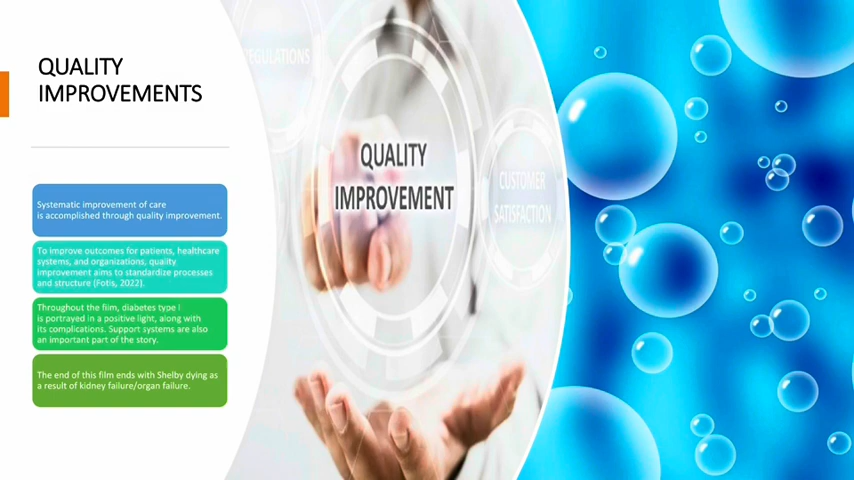 QUALITY
IMPROVEMENTS
Systematic improvement of care
is accomplished through quality improvement.
To improve outcomes for patients, healthcare
systems, and organizations, quality
improvement aims to standardize processes
and structure (Fotis, 2022).
Throughout the film, diabetes type i
is portrayed in a positive light, along with
its complications. Support systems are also
an important part of the story.
The end of this film ends with Shelby dying as
a result of kidney failure/organ failure.
REGULATIONS
QUALITY
IMPROVEMENT
CUSTOMER
SATISFACTION